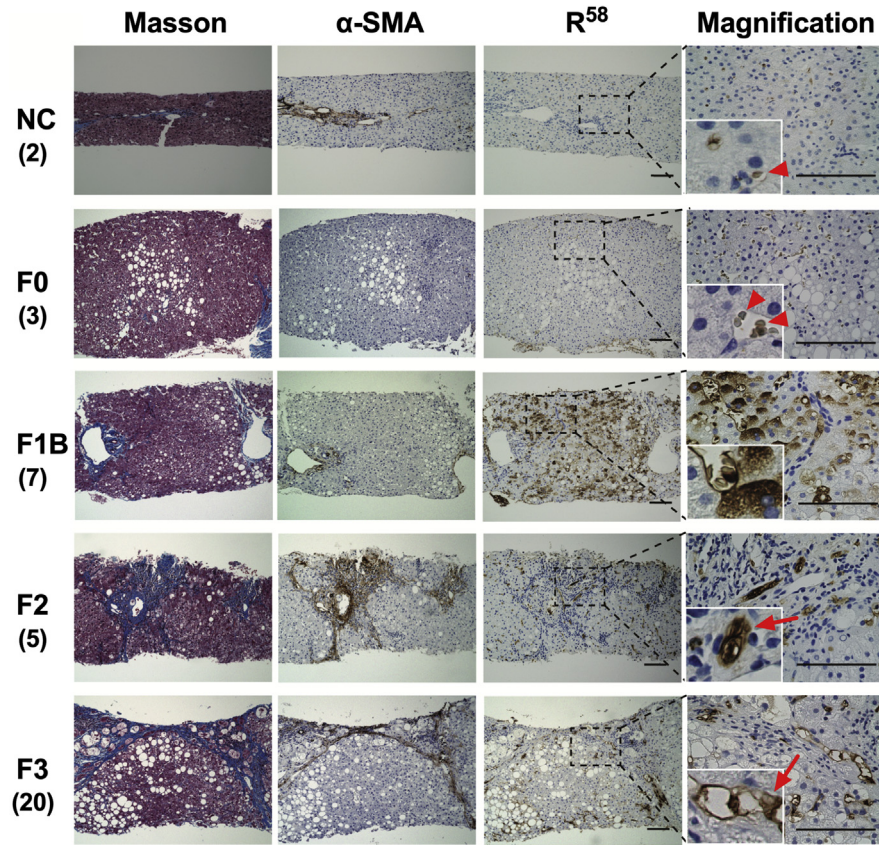 Masson α-SMA R⁵⁸ Magnification
NC
(2)
F0
(3)
F1B
(7)
F2
(5)
F3
(20)